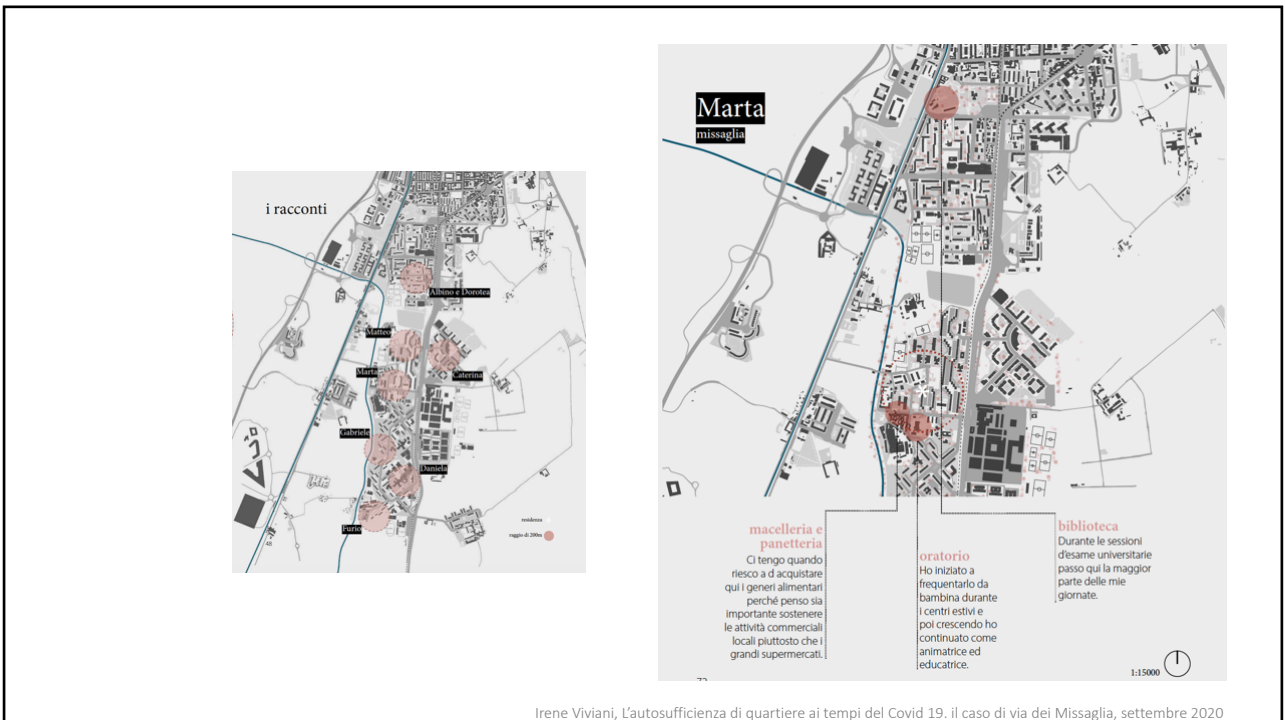 i racconti
Albino e Dorotea
Matteo
Caterina
Marta
Gabriele
Daniela
Furio
residenza
raggio di 200m
Marta
missaglia
macelleria e
panetteria
Ci tengo quando
riesco a d acquistare
qui i generi alimentari
perché penso sia
importante sostenere
le attività commerciali
locali piuttosto che i
grandi supermercati.
oratorio
Ho iniziato a
frequentarlo da
bambina durante
i centri estivi e
poi crescendo ho
continuato come
animatrice ed
educatrice.
biblioteca
Durante le sessioni
d'esame universitarie
passo qui la maggior
parte delle mie
giornate.
1:15000
Irene Viviani, L'autosufficienza di quartiere ai tempi del Covid 19. il caso di via dei Missaglia, settembre 2020